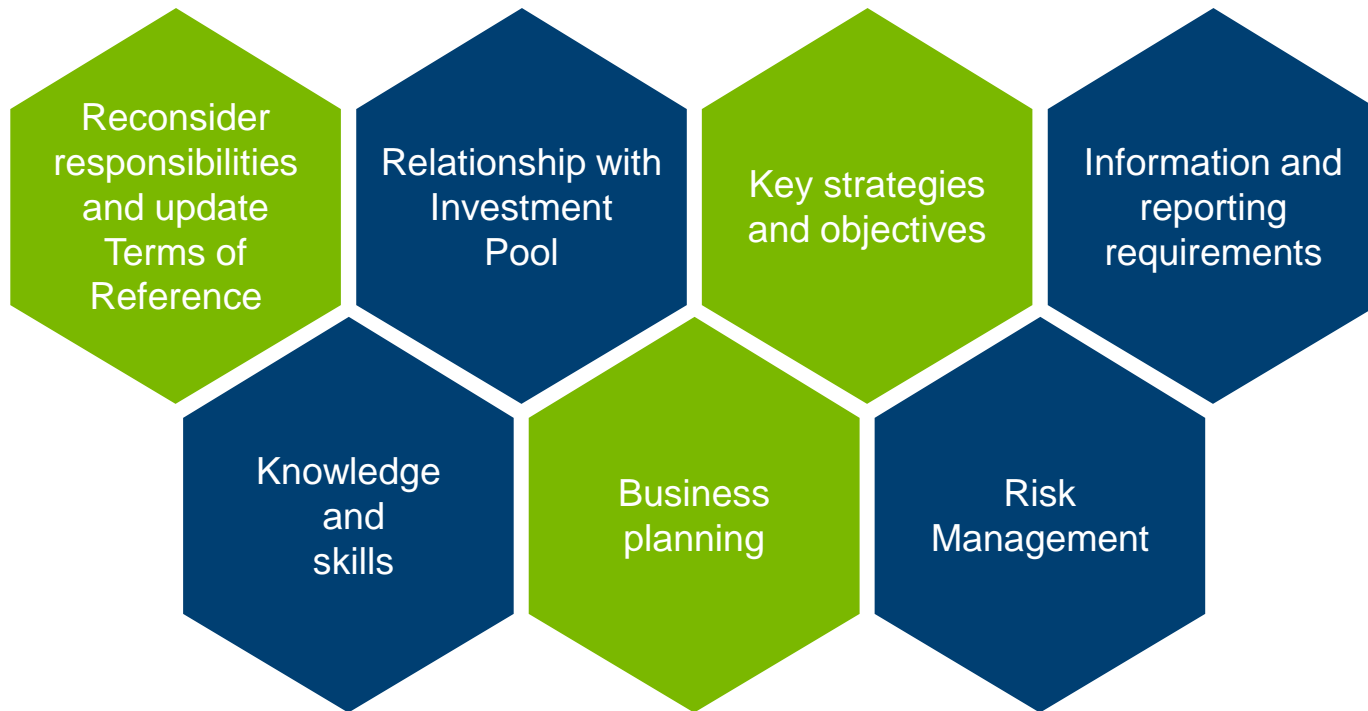 Reconsider
responsibilities
and update
Terms of
Reference
Relationship with
Investment
Pool
Key strategies
and objectives
Information and
reporting
requirements
Knowledge
and
skills
Business
planning
Risk
Management